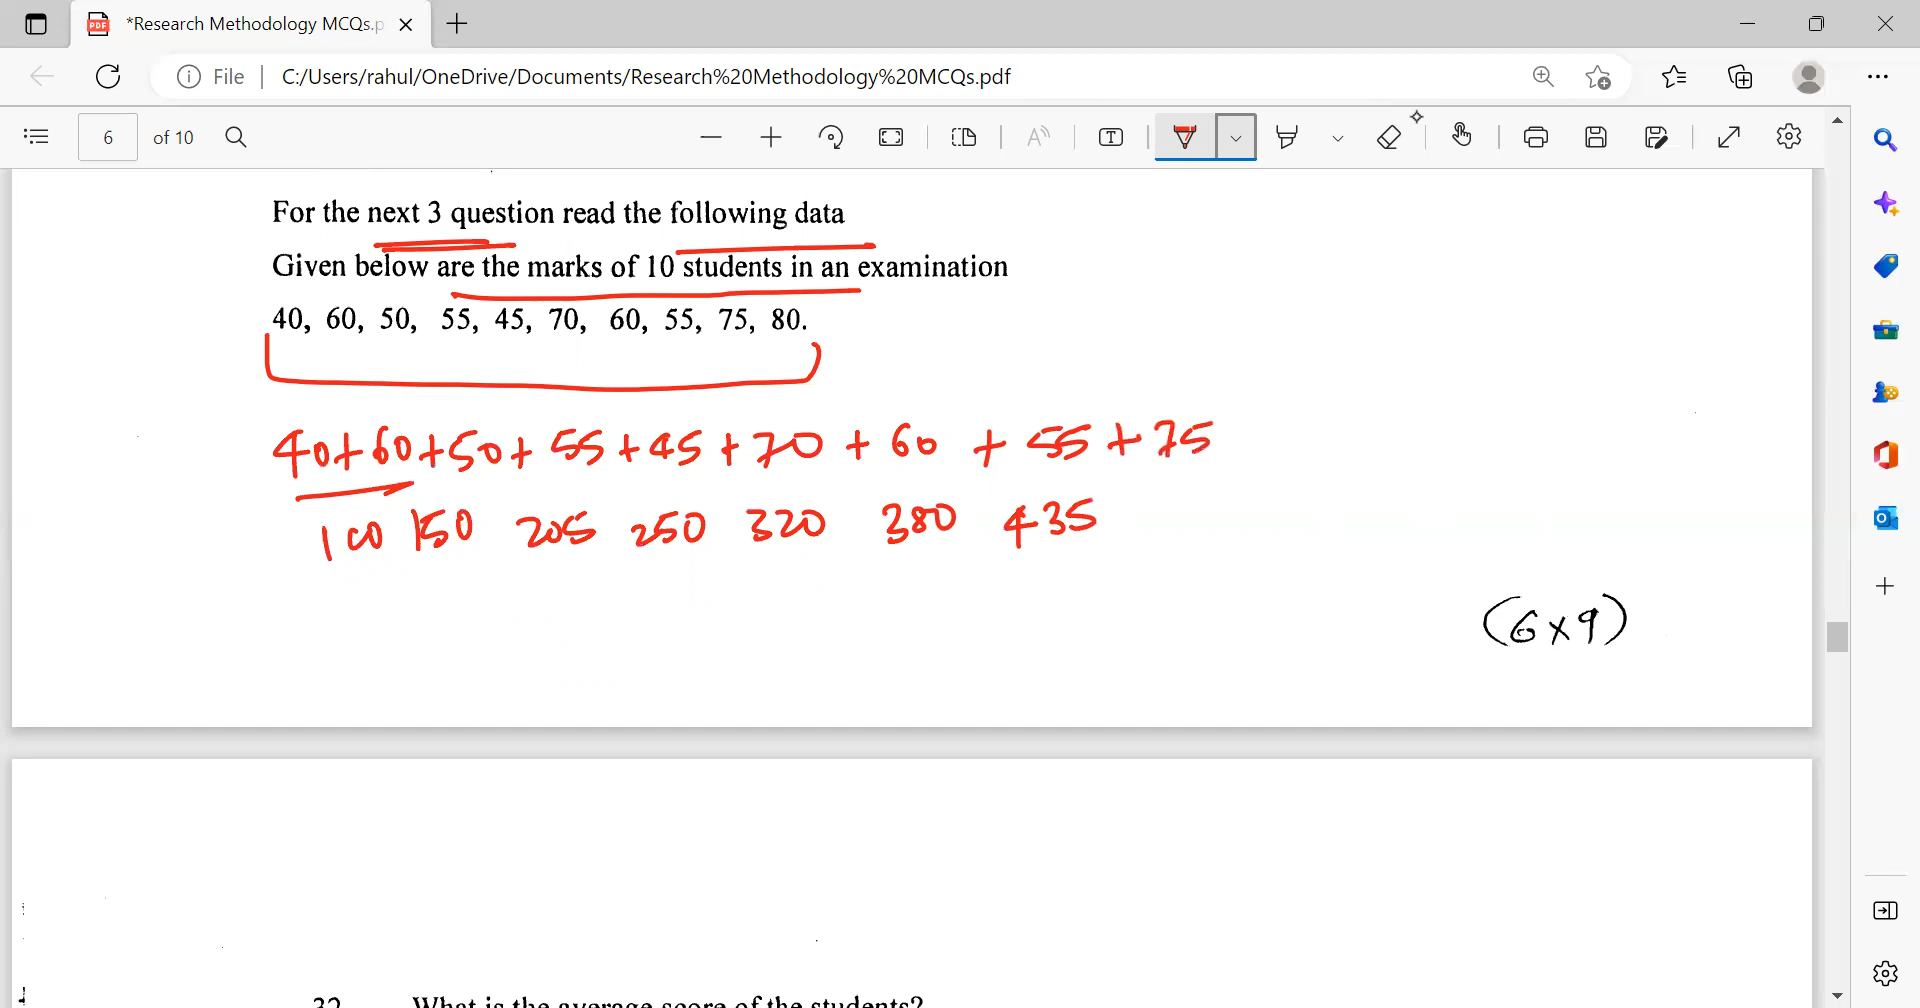 *Research Methodology MCQs.p
File
C:/Users/rahul/OneDrive/Documents/Research%20Methodology%20MCQs.pdf
6 of 10
For the next 3 question read the following data
Given below are the marks of 10 students in an examination
40, 60, 50, 55, 45, 70, 60, 55, 75, 80.
40+60+50+55+45+70+60+55+75
100 150 205 250 320 380 435
(6×9)
32 What is the average score of the students?